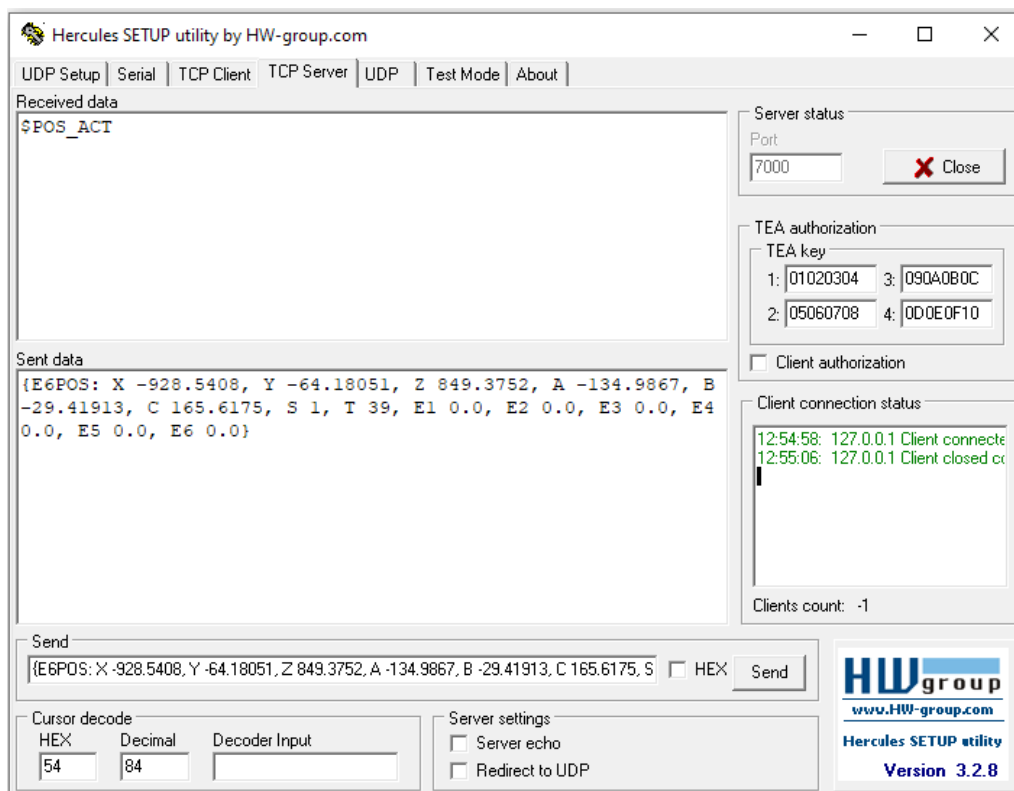 Hercules SETUP utility by HW-group.com
UDP Setup Serial TCP Client TCP Server UDP Test Mode About
Received data
$POS_ACT
Server status
Port
7000 Close
TEA authorization
TEA key
1: 01020304 3: 090A0B0C
2: 05060708 4: 0D0E0F10
Client authorization
Sent data
{E6POS: X -928.5408, Y -64.18051, Z 849.3752, A -134.9867, B
-29.41913, C 165.6175, S 1, T 39, E1 0.0, E2 0.0, E3 0.0, E4
0.0, E5 0.0, E6 0.0}
Client connection status
12:54:58: 127.0.0.1 Client connecte
12:55:06: 127.0.0.1 Client closed co
Clients count: -1
Send
{E6POS: X -928.5408, Y -64.18051, Z 849.3752, A -134.9867, B -29.41913, C 165.6175, S HEX Send
Cursor decode
HEX Decimal Decoder Input
54 84
Server settings
Server echo
Redirect to UDP
HW group
www.HW-group.com
Hercules SETUP utility
Version 3.2.8